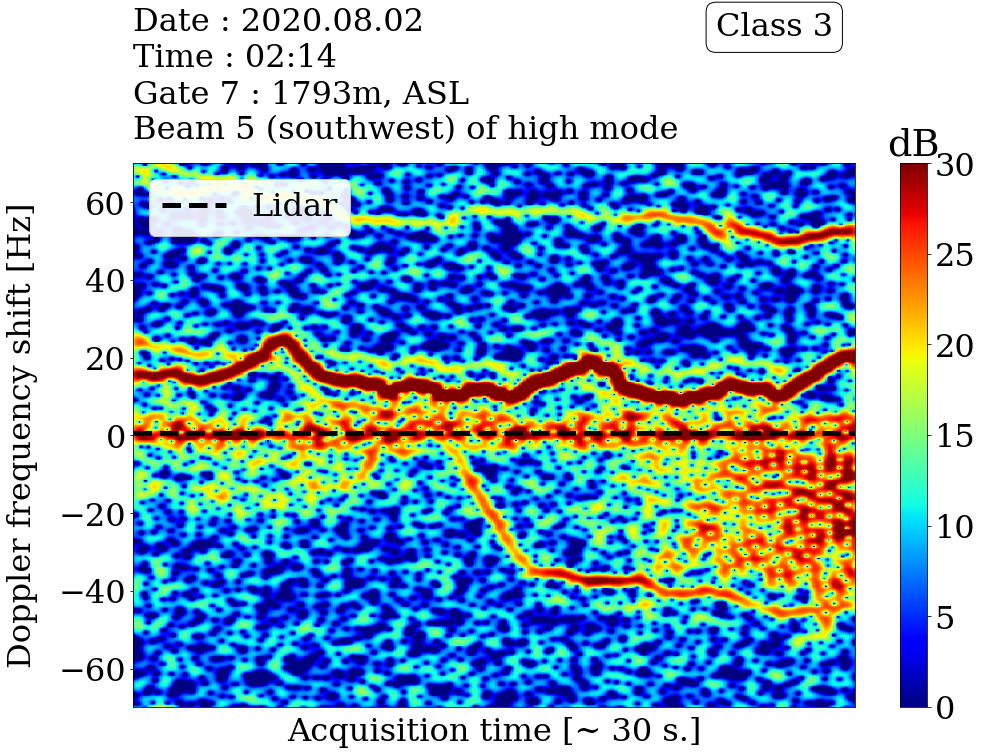 Date : 2020.08.02
Time : 02:14
Gate 7 : 1793m, ASL
Beam 5 (southwest) of high mode
Class 3
dB
Lidar
Doppler frequency shift [Hz]
60
40
20
0
−20
−40
−60
30
25
20
15
10
5
0
Acquisition time [~ 30 s.]